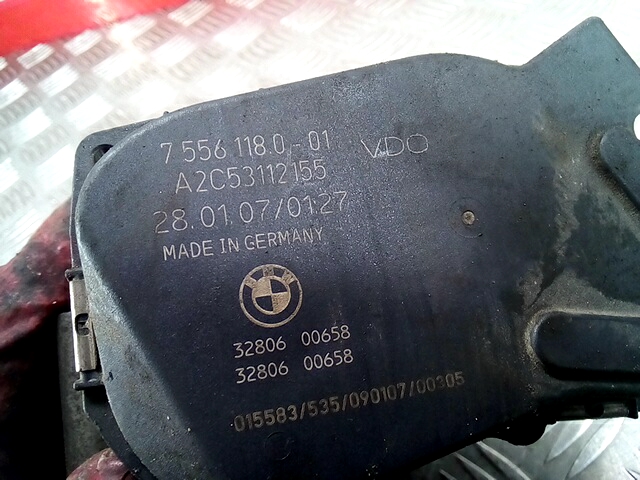 7 556 118.0-01 VDO
A2C53112155
28.01.07/01:27
MADE IN GERMANY
BMW
32806 00658
32806 00658
015583/535/090107/00305